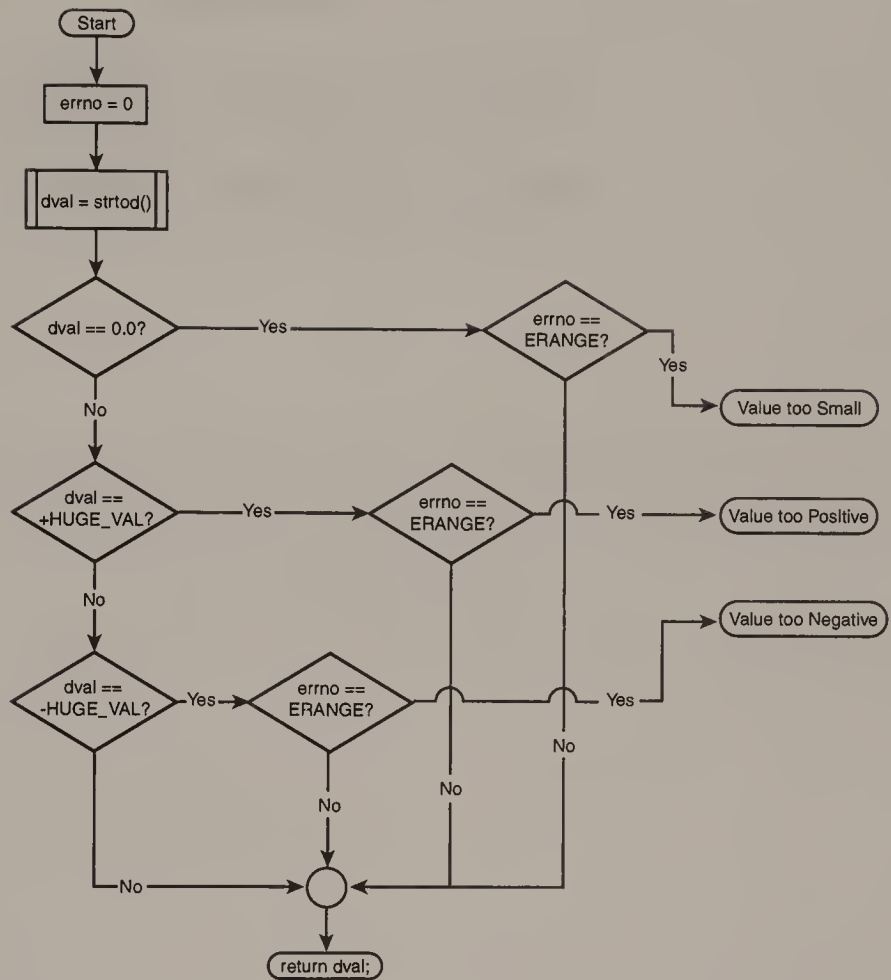 Start
errno = 0
dval = strtod()
dval == 0.0?
Yes
errno ==
ERANGE?
Yes
Value too Small
No
dval ==
+HUGE_VAL?
Yes
errno ==
ERANGE?
Yes
Value too Positive
No
dval ==
-HUGE_VAL?
Yes
errno ==
ERANGE?
Yes
Value too Negative
No
No
No
No
return dval;